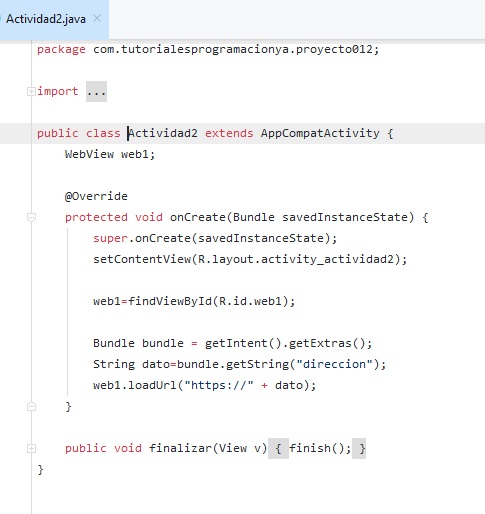 Actividad2.java
package com.tutorialesprogramacionya.proyecto012;
import ...
public class Actividad2 extends AppCompatActivity {
WebView web1;
@Override
protected void onCreate(Bundle savedInstanceState) {
super.onCreate(savedInstanceState);
setContentView(R.layout.activity_actividad2);
web1=findViewById(R.id.web1);
Bundle bundle = getIntent().getExtras();
String dato=bundle.getString("direccion");
web1.loadUrl("https://" + dato);
}
public void finalizar(View v) { finish(); }
}